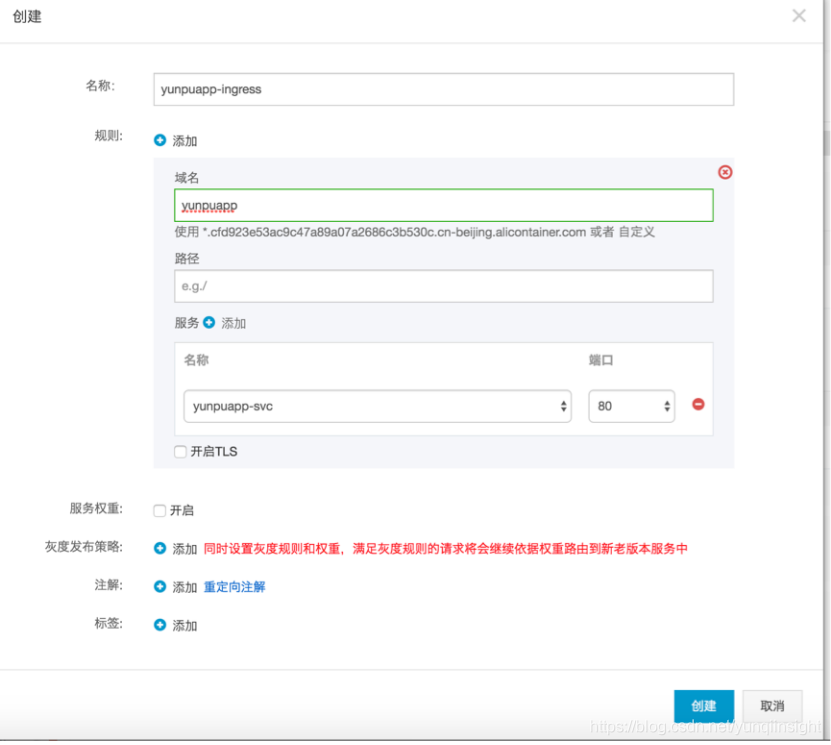 创建
名称:
yunpuapp-ingress
规则:
添加
域名
yunpuapp
使用 *.cfd923e53ac9c47a89a07a2686c3b530c.cn-beijing.alicontainer.com 或者 自定义
路径
e.g./
服务 添加
名称 端口
yunpuapp-svc 80
开启TLS
服务权重: 开启
灰度发布策略: 添加 同时设置灰度规则和权重，满足灰度规则的请求将会继续依据权重路由到新老版本服务中
注解: 添加 重定向注解
标签: 添加
创建 取消
https://blog.csdn.net/yunqiinsight